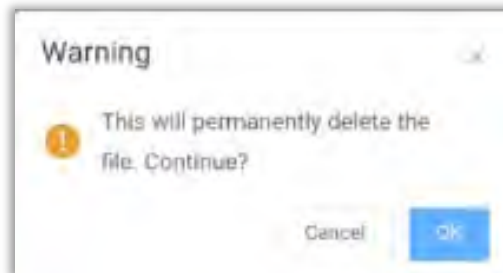 Warning
This will permanently delete the
file. Continue?
Cancel
OK